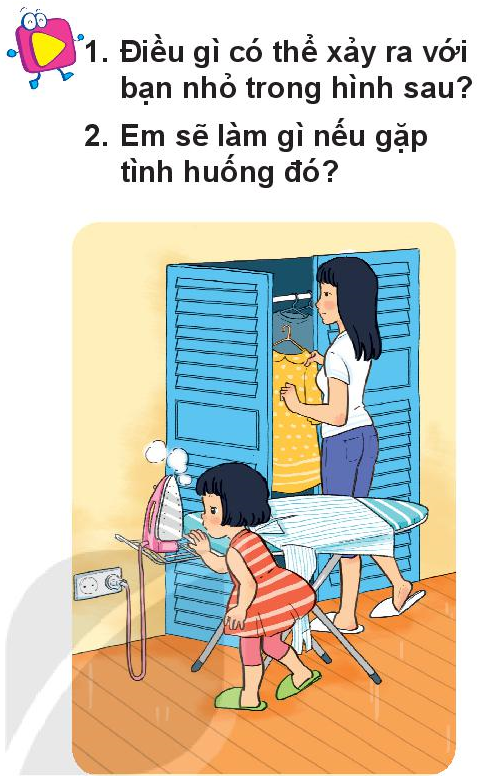 1. Điều gì có thể xảy ra với
bạn nhỏ trong hình sau?
2. Em sẽ làm gì nếu gặp
tình huống đó?